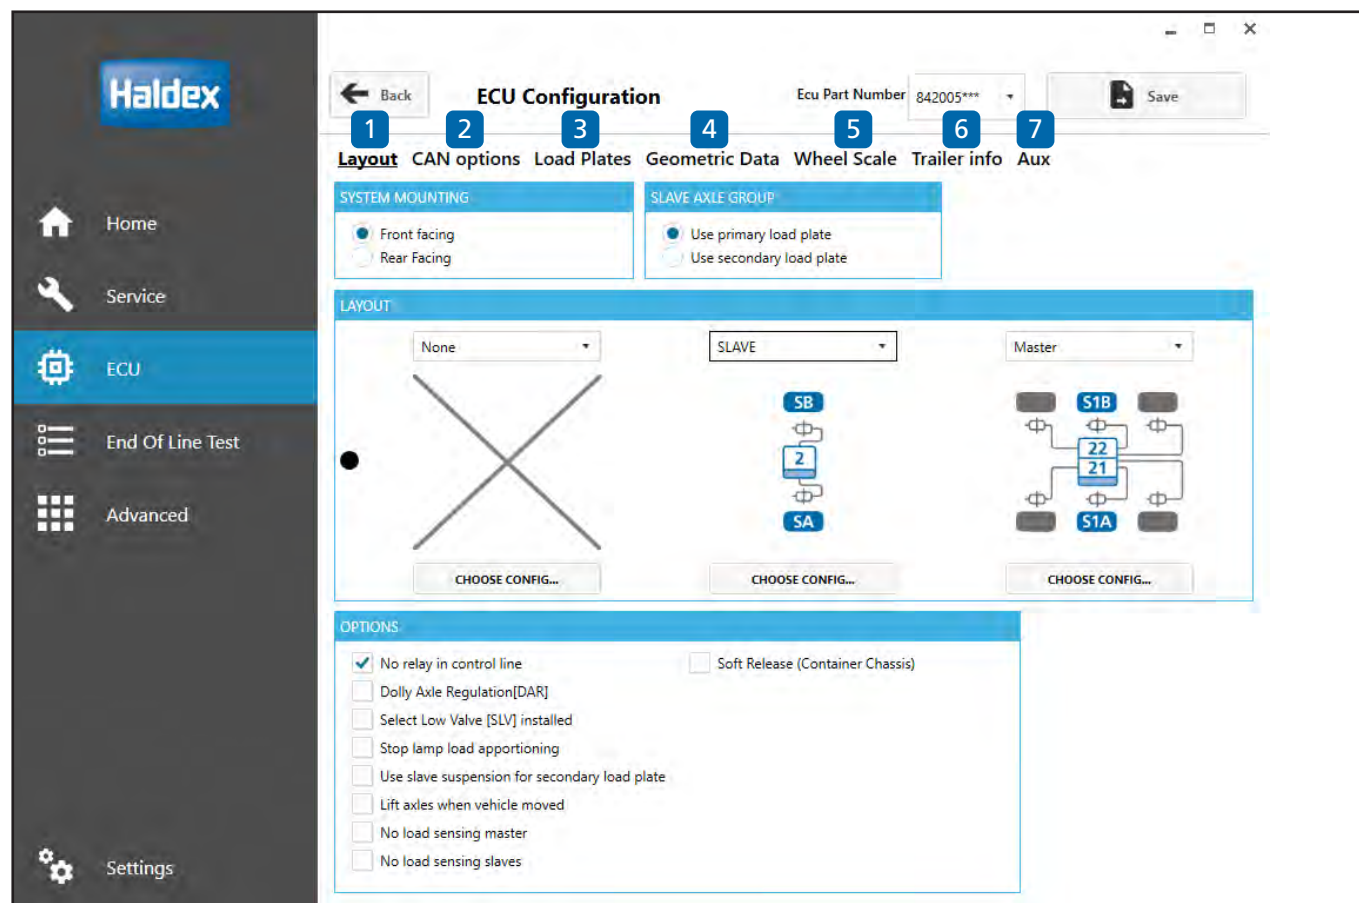 Haldex
Back
ECU Configuration
Ecu Part Number
842005***
Save
1 2 3 4 5 6 7
Layout CAN options Load Plates Geometric Data Wheel Scale Trailer info Aux
Home
Service
ECU
End Of Line Test
Advanced
Settings
SYSTEM MOUNTING
Front facing
Rear Facing
SLAVE AXLE GROUP
Use primary load plate
Use secondary load plate
LAYOUT
None
CHOOSE CONFIG...
SLAVE
SB
2
SA
CHOOSE CONFIG...
Master
S1B
22
21
S1A
CHOOSE CONFIG...
OPTIONS
No relay in control line
Dolly Axle Regulation[DAR]
Select Low Valve [SLV] installed
Stop lamp load apportioning
Use slave suspension for secondary load plate
Lift axles when vehicle moved
No load sensing master
No load sensing slaves
Soft Release (Container Chassis)